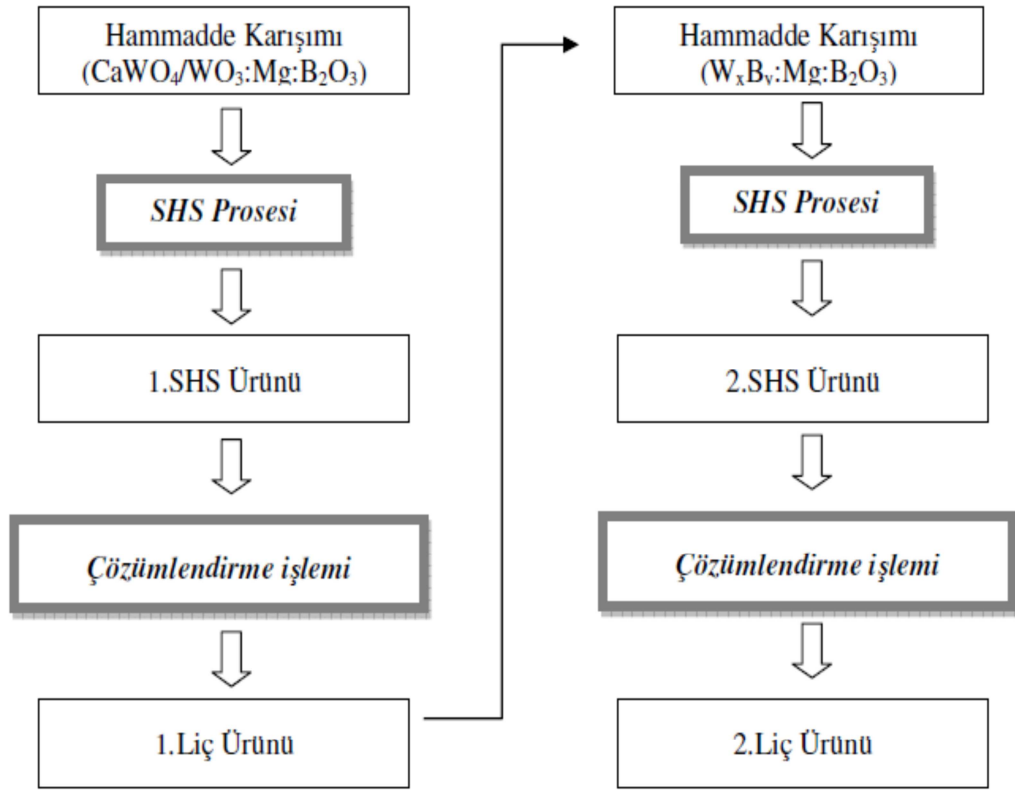 Hammadde Karışımı
(CaWO₄/WO₃:Mg:B₂O₃)
SHS Prosesi
1.SHS Ürünü
Çözümlendirme işlemi
1.Liç Ürünü
Hammadde Karışımı
(WₓBᵧ:Mg:B₂O₃)
SHS Prosesi
2.SHS Ürünü
Çözümlendirme işlemi
2.Liç Ürünü